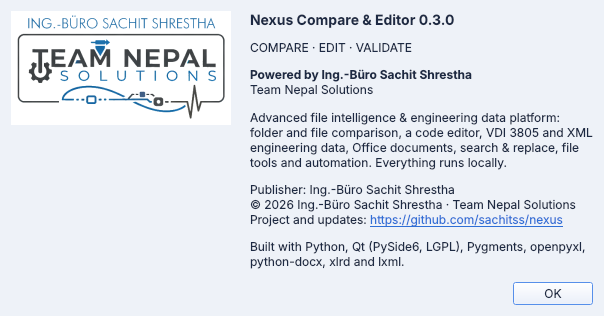 ING.-BÜRO SACHIT SHRESTHA
TEAM NEPAL
SOLUTIONS
Nexus Compare & Editor 0.3.0
COMPARE · EDIT · VALIDATE
Powered by Ing.-Büro Sachit Shrestha
Team Nepal Solutions
Advanced file intelligence & engineering data platform:
folder and file comparison, a code editor, VDI 3805 and XML
engineering data, Office documents, search & replace, file
tools and automation. Everything runs locally.
Publisher: Ing.-Büro Sachit Shrestha
© 2026 Ing.-Büro Sachit Shrestha · Team Nepal Solutions
Project and updates: https://github.com/sachitss/nexus
Built with Python, Qt (PySide6, LGPL), Pygments, openpyxl,
python-docx, xlrd and lxml.
OK